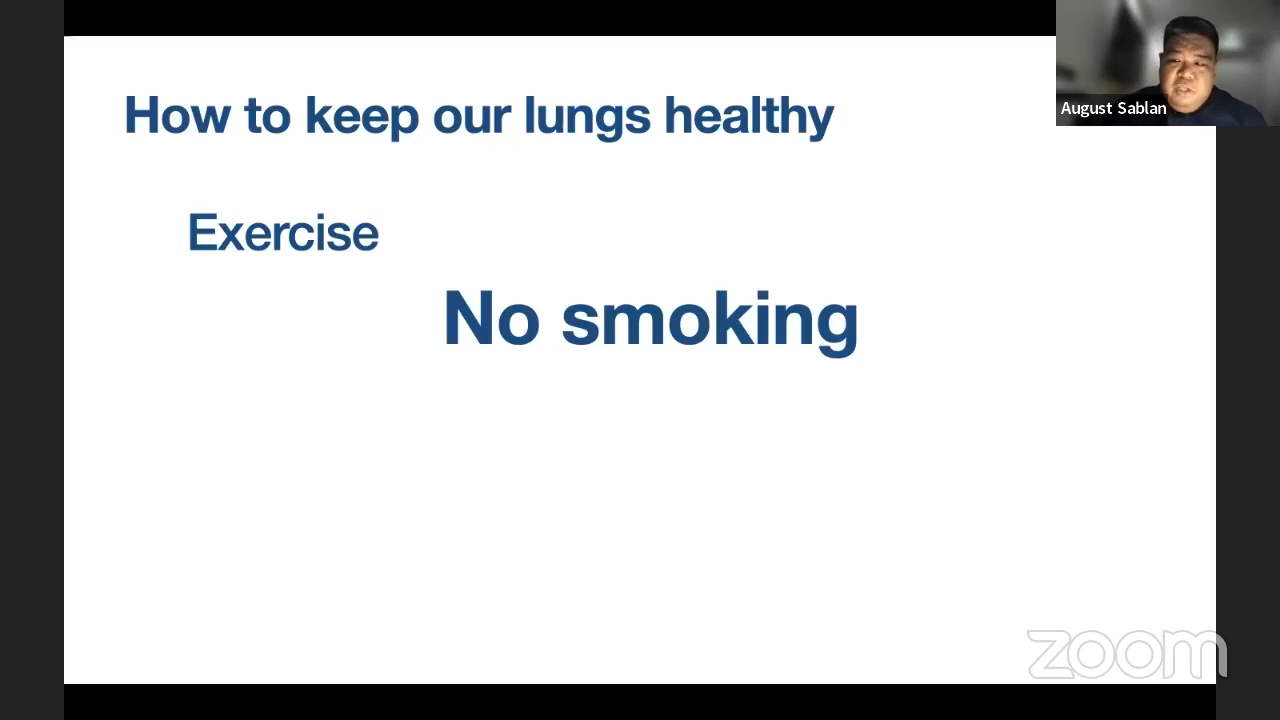 How to keep our lungs healthy
August Sablan
Exercise
No smoking
zoom